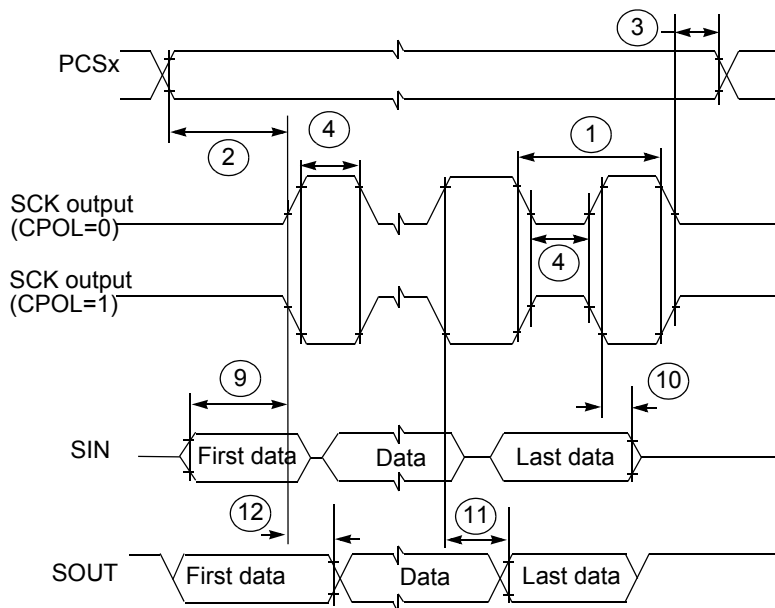 3
PCSx
2
4
1
SCK output
(CPOL=0)
4
SCK output
(CPOL=1)
9
10
SIN
First data
Data
Last data
12
11
SOUT
First data
Data
Last data